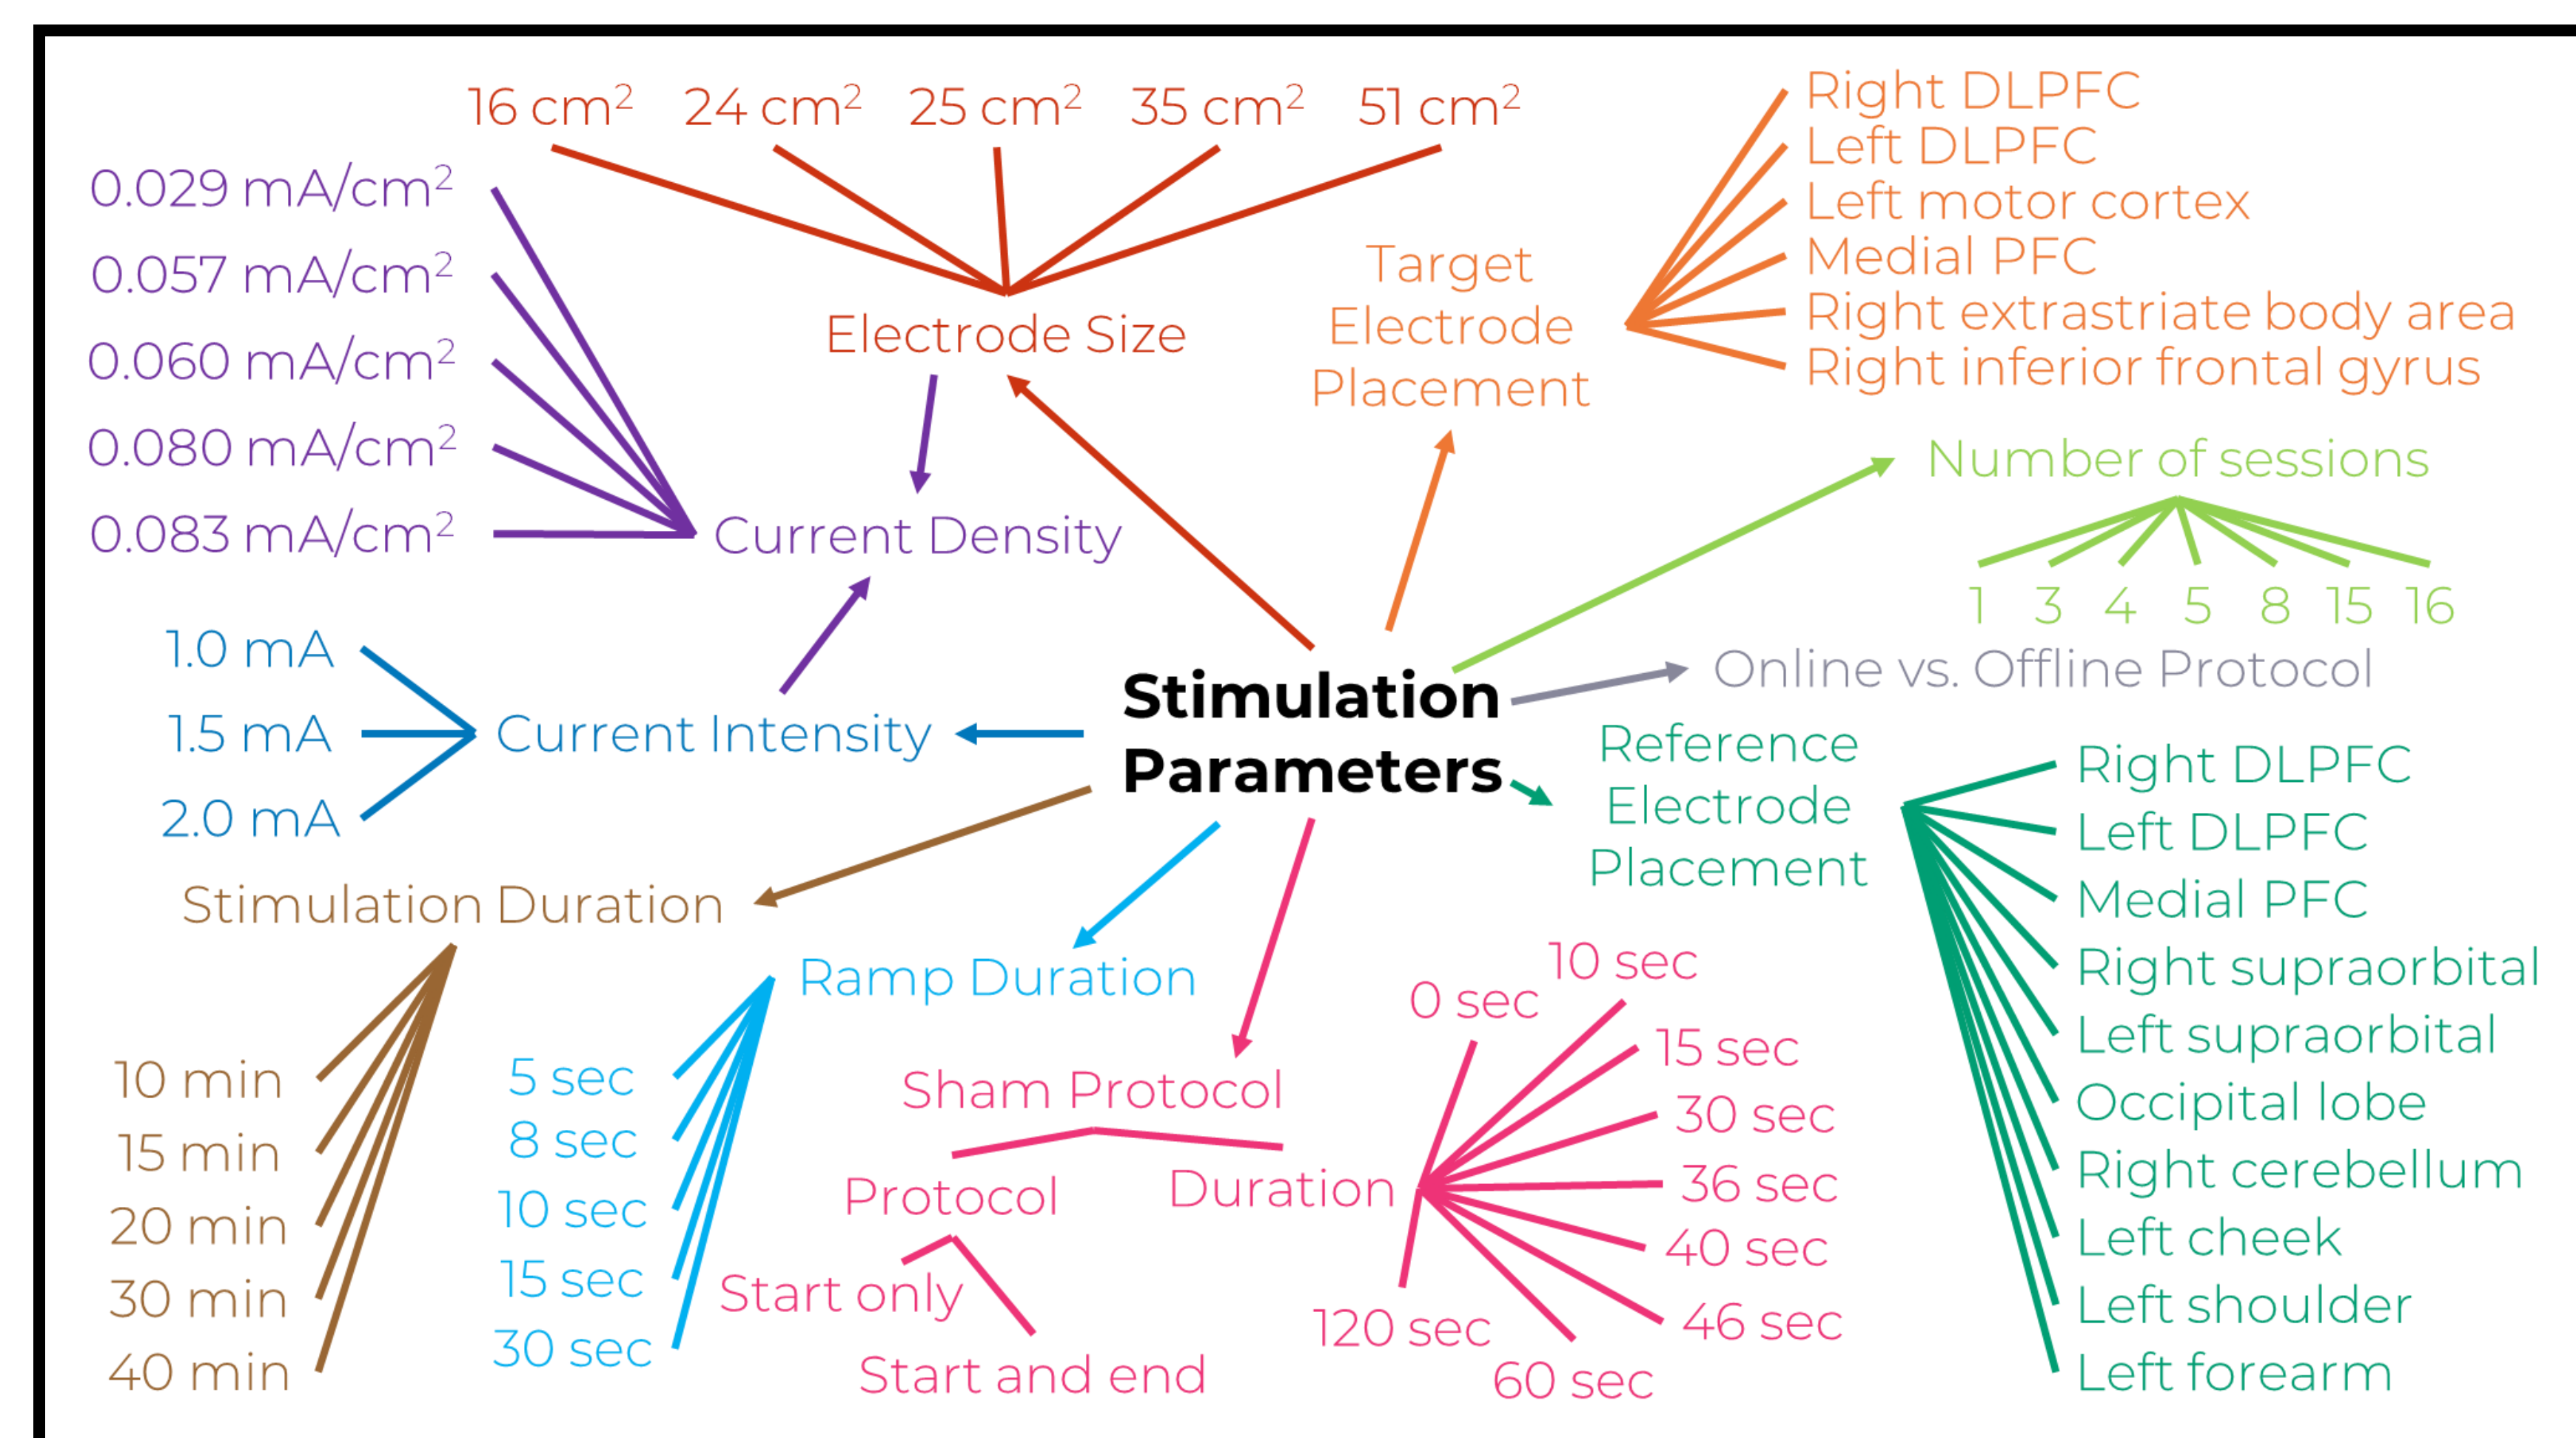 16 cm²
24 cm²
25 cm²
35 cm²
51 cm²
Electrode Size
0.029 mA/cm²
0.057 mA/cm²
0.060 mA/cm²
0.080 mA/cm²
0.083 mA/cm²
Current Density
1.0 mA
1.5 mA
2.0 mA
Current Intensity
Target
Electrode
Placement
Right DLPFC
Left DLPFC
Left motor cortex
Medial PFC
Right extrastriate body area
Right inferior frontal gyrus
Number of sessions
1 3 4 5 8 15 16
Online vs. Offline Protocol
Stimulation
Parameters
Reference
Electrode
Placement
Right DLPFC
Left DLPFC
Medial PFC
Right supraorbital
Left supraorbital
Occipital lobe
Right cerebellum
Left cheek
Left shoulder
Left forearm
Stimulation Duration
10 min
15 min
20 min
30 min
40 min
Ramp Duration
5 sec
8 sec
10 sec
15 sec
30 sec
Sham Protocol
Protocol
Start only
Start and end
Duration
0 sec
10 sec
15 sec
30 sec
36 sec
40 sec
46 sec
60 sec
120 sec